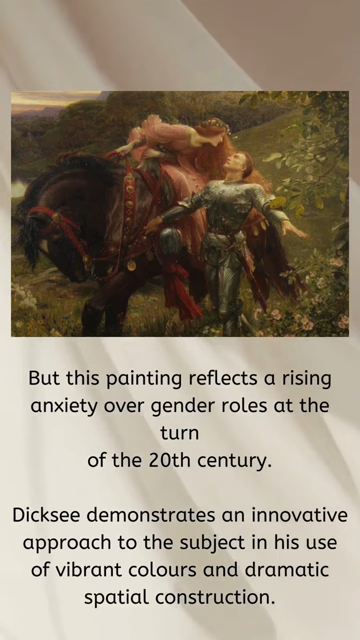 But this painting reflects a rising
anxiety over gender roles at the
turn
of the 20th century.
Dicksee demonstrates an innovative
approach to the subject in his use
of vibrant colours and dramatic
spatial construction.